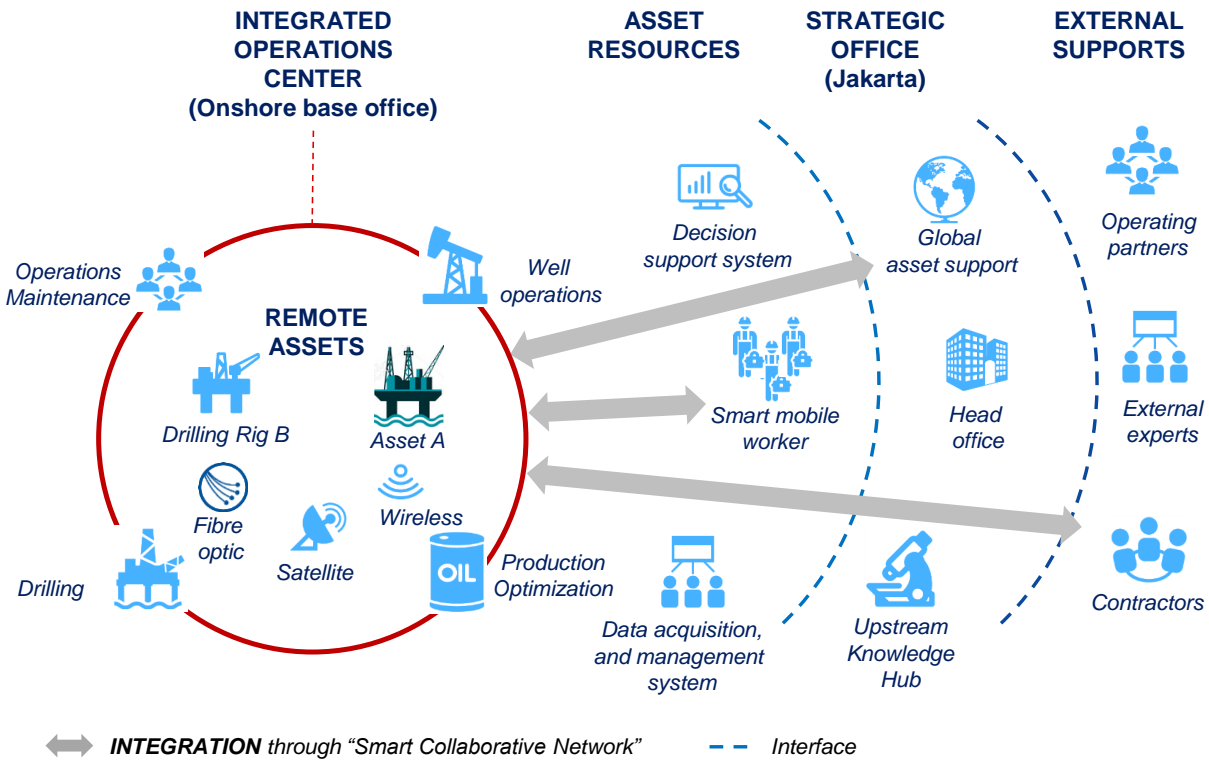 INTEGRATED
OPERATIONS
CENTER
(Onshore base office)
ASSET
RESOURCES
STRATEGIC
OFFICE
(Jakarta)
EXTERNAL
SUPPORTS
Operations
Maintenance
Well
operations
REMOTE
ASSETS
Drilling Rig B
Asset A
Fibre
optic
Satellite
Wireless
Drilling
OIL
Production
Optimization
Decision
support system
Smart mobile
worker
Data acquisition,
and management
system
Global
asset support
Head
office
Upstream
Knowledge
Hub
Operating
partners
External
experts
Contractors
INTEGRATION through “Smart Collaborative Network”
Interface